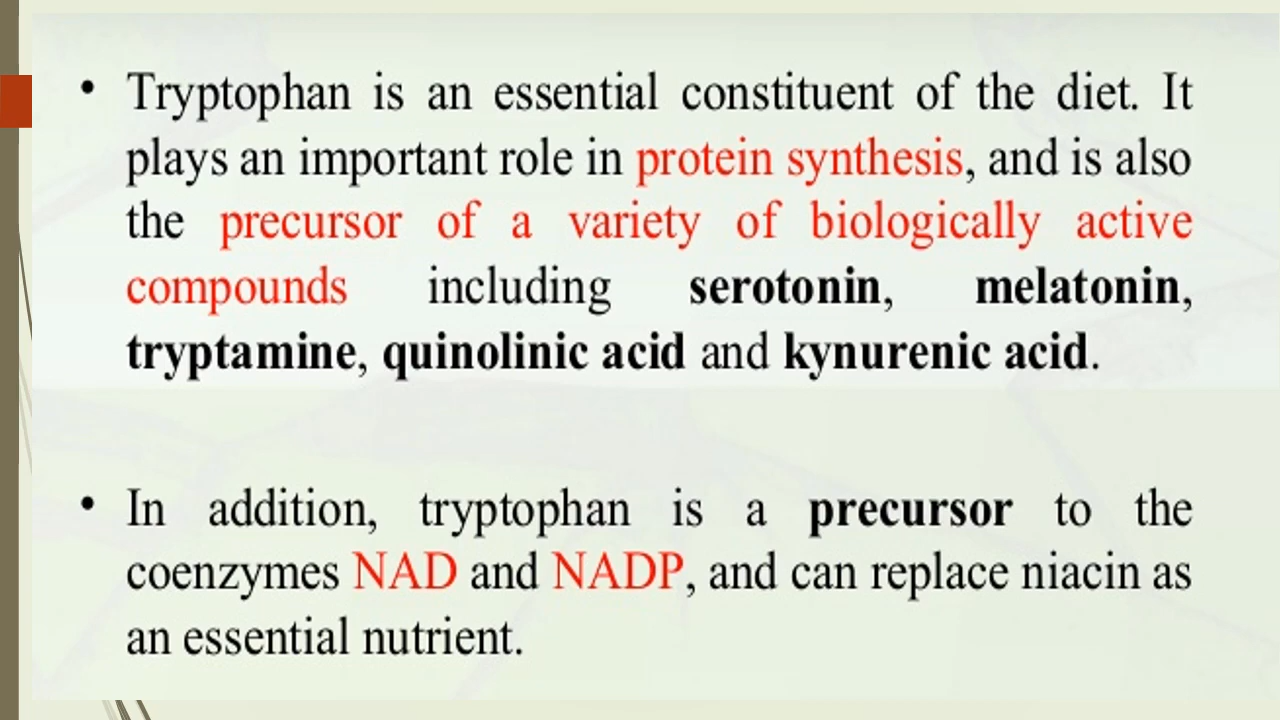 • Tryptophan is an essential constituent of the diet. It
plays an important role in protein synthesis, and is also
the precursor of a variety of biologically active
compounds including serotonin, melatonin,
tryptamine, quinolinic acid and kynurenic acid.
• In addition, tryptophan is a precursor to the
coenzymes NAD and NADP, and can replace niacin as
an essential nutrient.